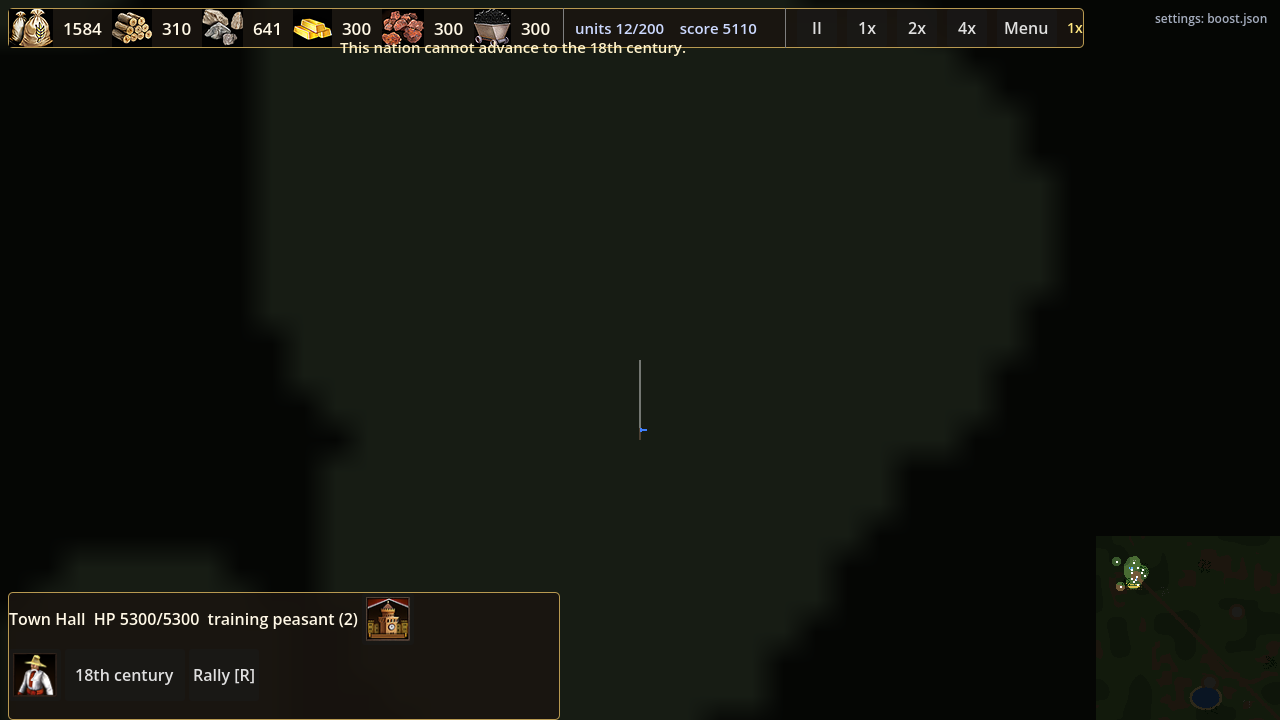 1584 310 641 300 300 300 units 12/200 score 5110 II 1x 2x 4x Menu 1x
settings: boost.json
This nation cannot advance to the 18th century.
Town Hall HP 5300/5300 training peasant (2)
18th century Rally [R]